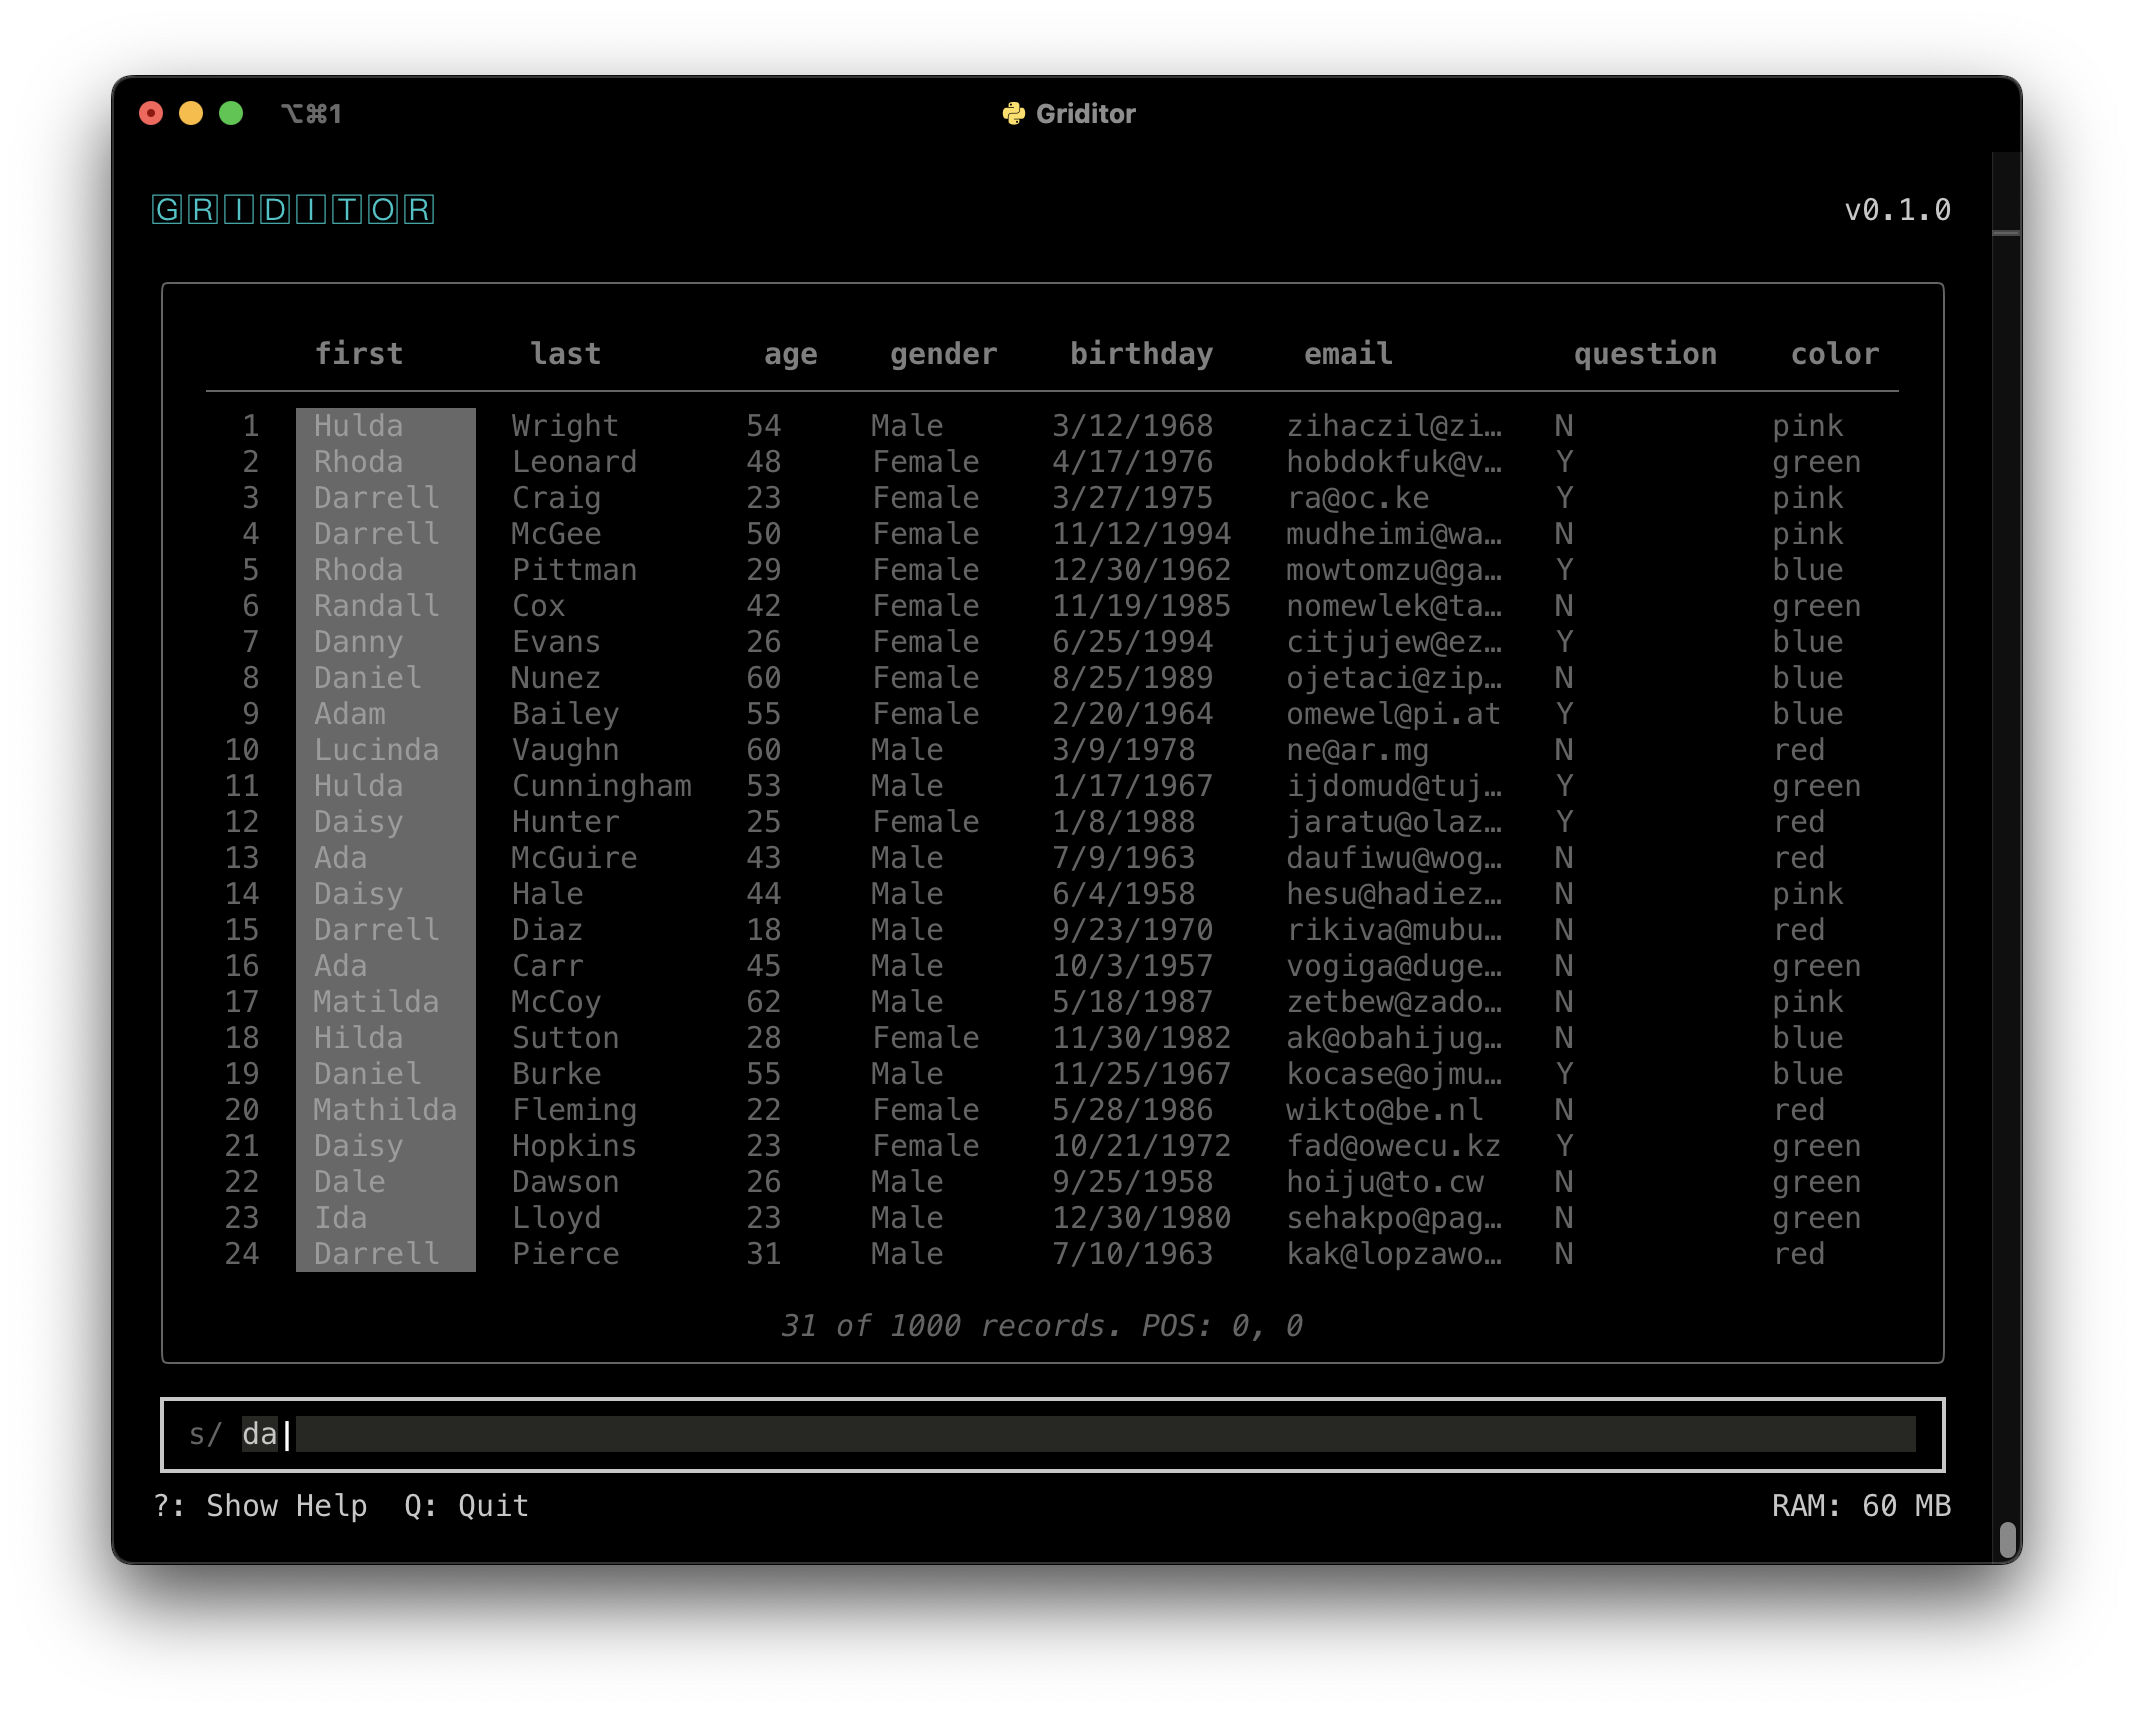 ⌥⌘1 Griditor
GRIDITOR v0.1.0
first last age gender birthday email question color
1 Hulda Wright 54 Male 3/12/1968 zihaczil@zi… N pink
2 Rhoda Leonard 48 Female 4/17/1976 hobdokfuk@v… Y green
3 Darrell Craig 23 Female 3/27/1975 ra@oc.ke Y pink
4 Darrell McGee 50 Female 11/12/1994 mudheimi@wa… N pink
5 Rhoda Pittman 29 Female 12/30/1962 mowtomzu@ga… Y blue
6 Randall Cox 42 Female 11/19/1985 nomewlek@ta… N green
7 Danny Evans 26 Female 6/25/1994 citjujew@ez… Y blue
8 Daniel Nunez 60 Female 8/25/1989 ojetaci@zip… N blue
9 Adam Bailey 55 Female 2/20/1964 omewel@pi.at Y blue
10 Lucinda Vaughn 60 Male 3/9/1978 ne@ar.mg N red
11 Hulda Cunningham 53 Male 1/17/1967 ijdomud@tuj… Y green
12 Daisy Hunter 25 Female 1/8/1988 jaratu@olaz… Y red
13 Ada McGuire 43 Male 7/9/1963 daufiwu@wog… N red
14 Daisy Hale 44 Male 6/4/1958 hesu@hadiez… N pink
15 Darrell Diaz 18 Male 9/23/1970 rikiva@mubu… N red
16 Ada Carr 45 Male 10/3/1957 vogiga@duge… N green
17 Matilda McCoy 62 Male 5/18/1987 zetbew@zado… N pink
18 Hilda Sutton 28 Female 11/30/1982 ak@obahijug… N blue
19 Daniel Burke 55 Male 11/25/1967 kocase@ojmu… Y blue
20 Mathilda Fleming 22 Female 5/28/1986 wikto@be.nl N red
21 Daisy Hopkins 23 Female 10/21/1972 fad@owecu.kz Y green
22 Dale Dawson 26 Male 9/25/1958 hoiju@to.cw N green
23 Ida Lloyd 23 Male 12/30/1980 sehakpo@pag… N green
24 Darrell Pierce 31 Male 7/10/1963 kak@lopzawo… N red
31 of 1000 records. POS: 0, 0
s/ da
?: Show Help Q: Quit RAM: 60 MB